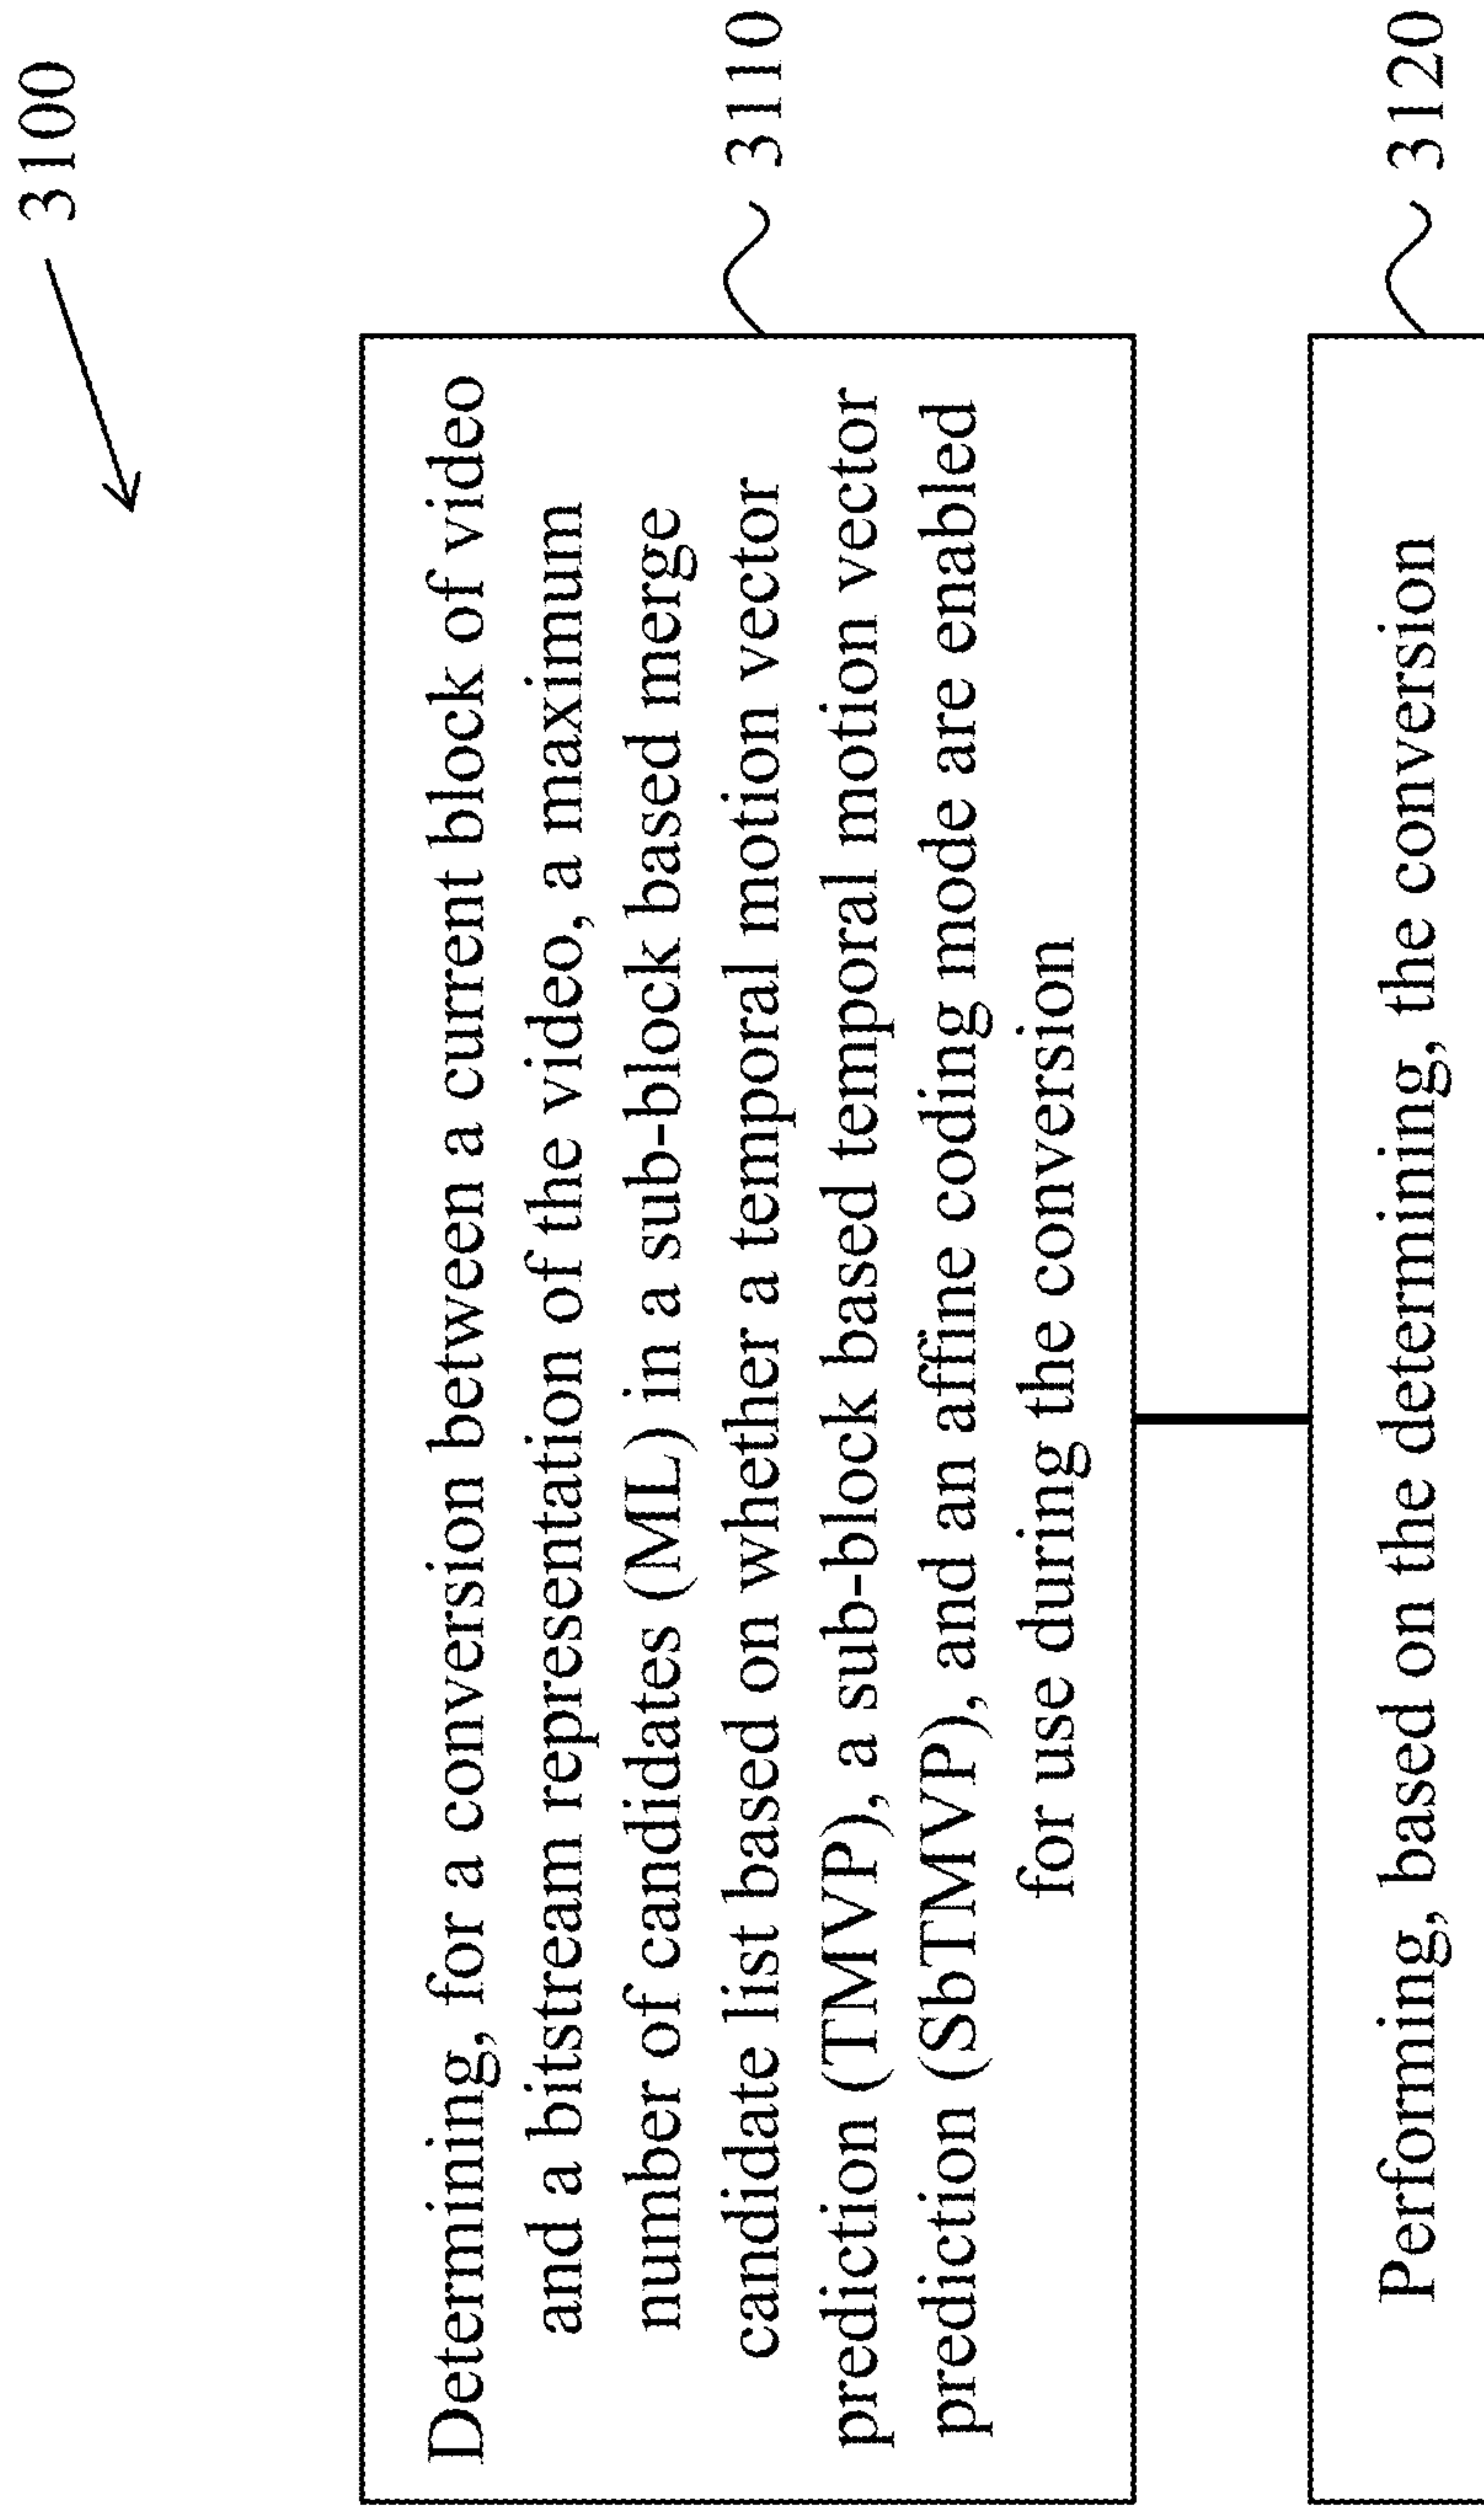 3100
Determining, for a conversion between a current block of video
and a bitstream representation of the video, a maximum
number of candidates (ML) in a sub-block based merge
candidate list based on whether a temporal motion vector
prediction (TMVP), a sub-block based temporal motion vector
prediction (SbTMVP), and an affine coding mode are enabled
for use during the conversion
3110
Performing, based on the determining, the conversion
3120